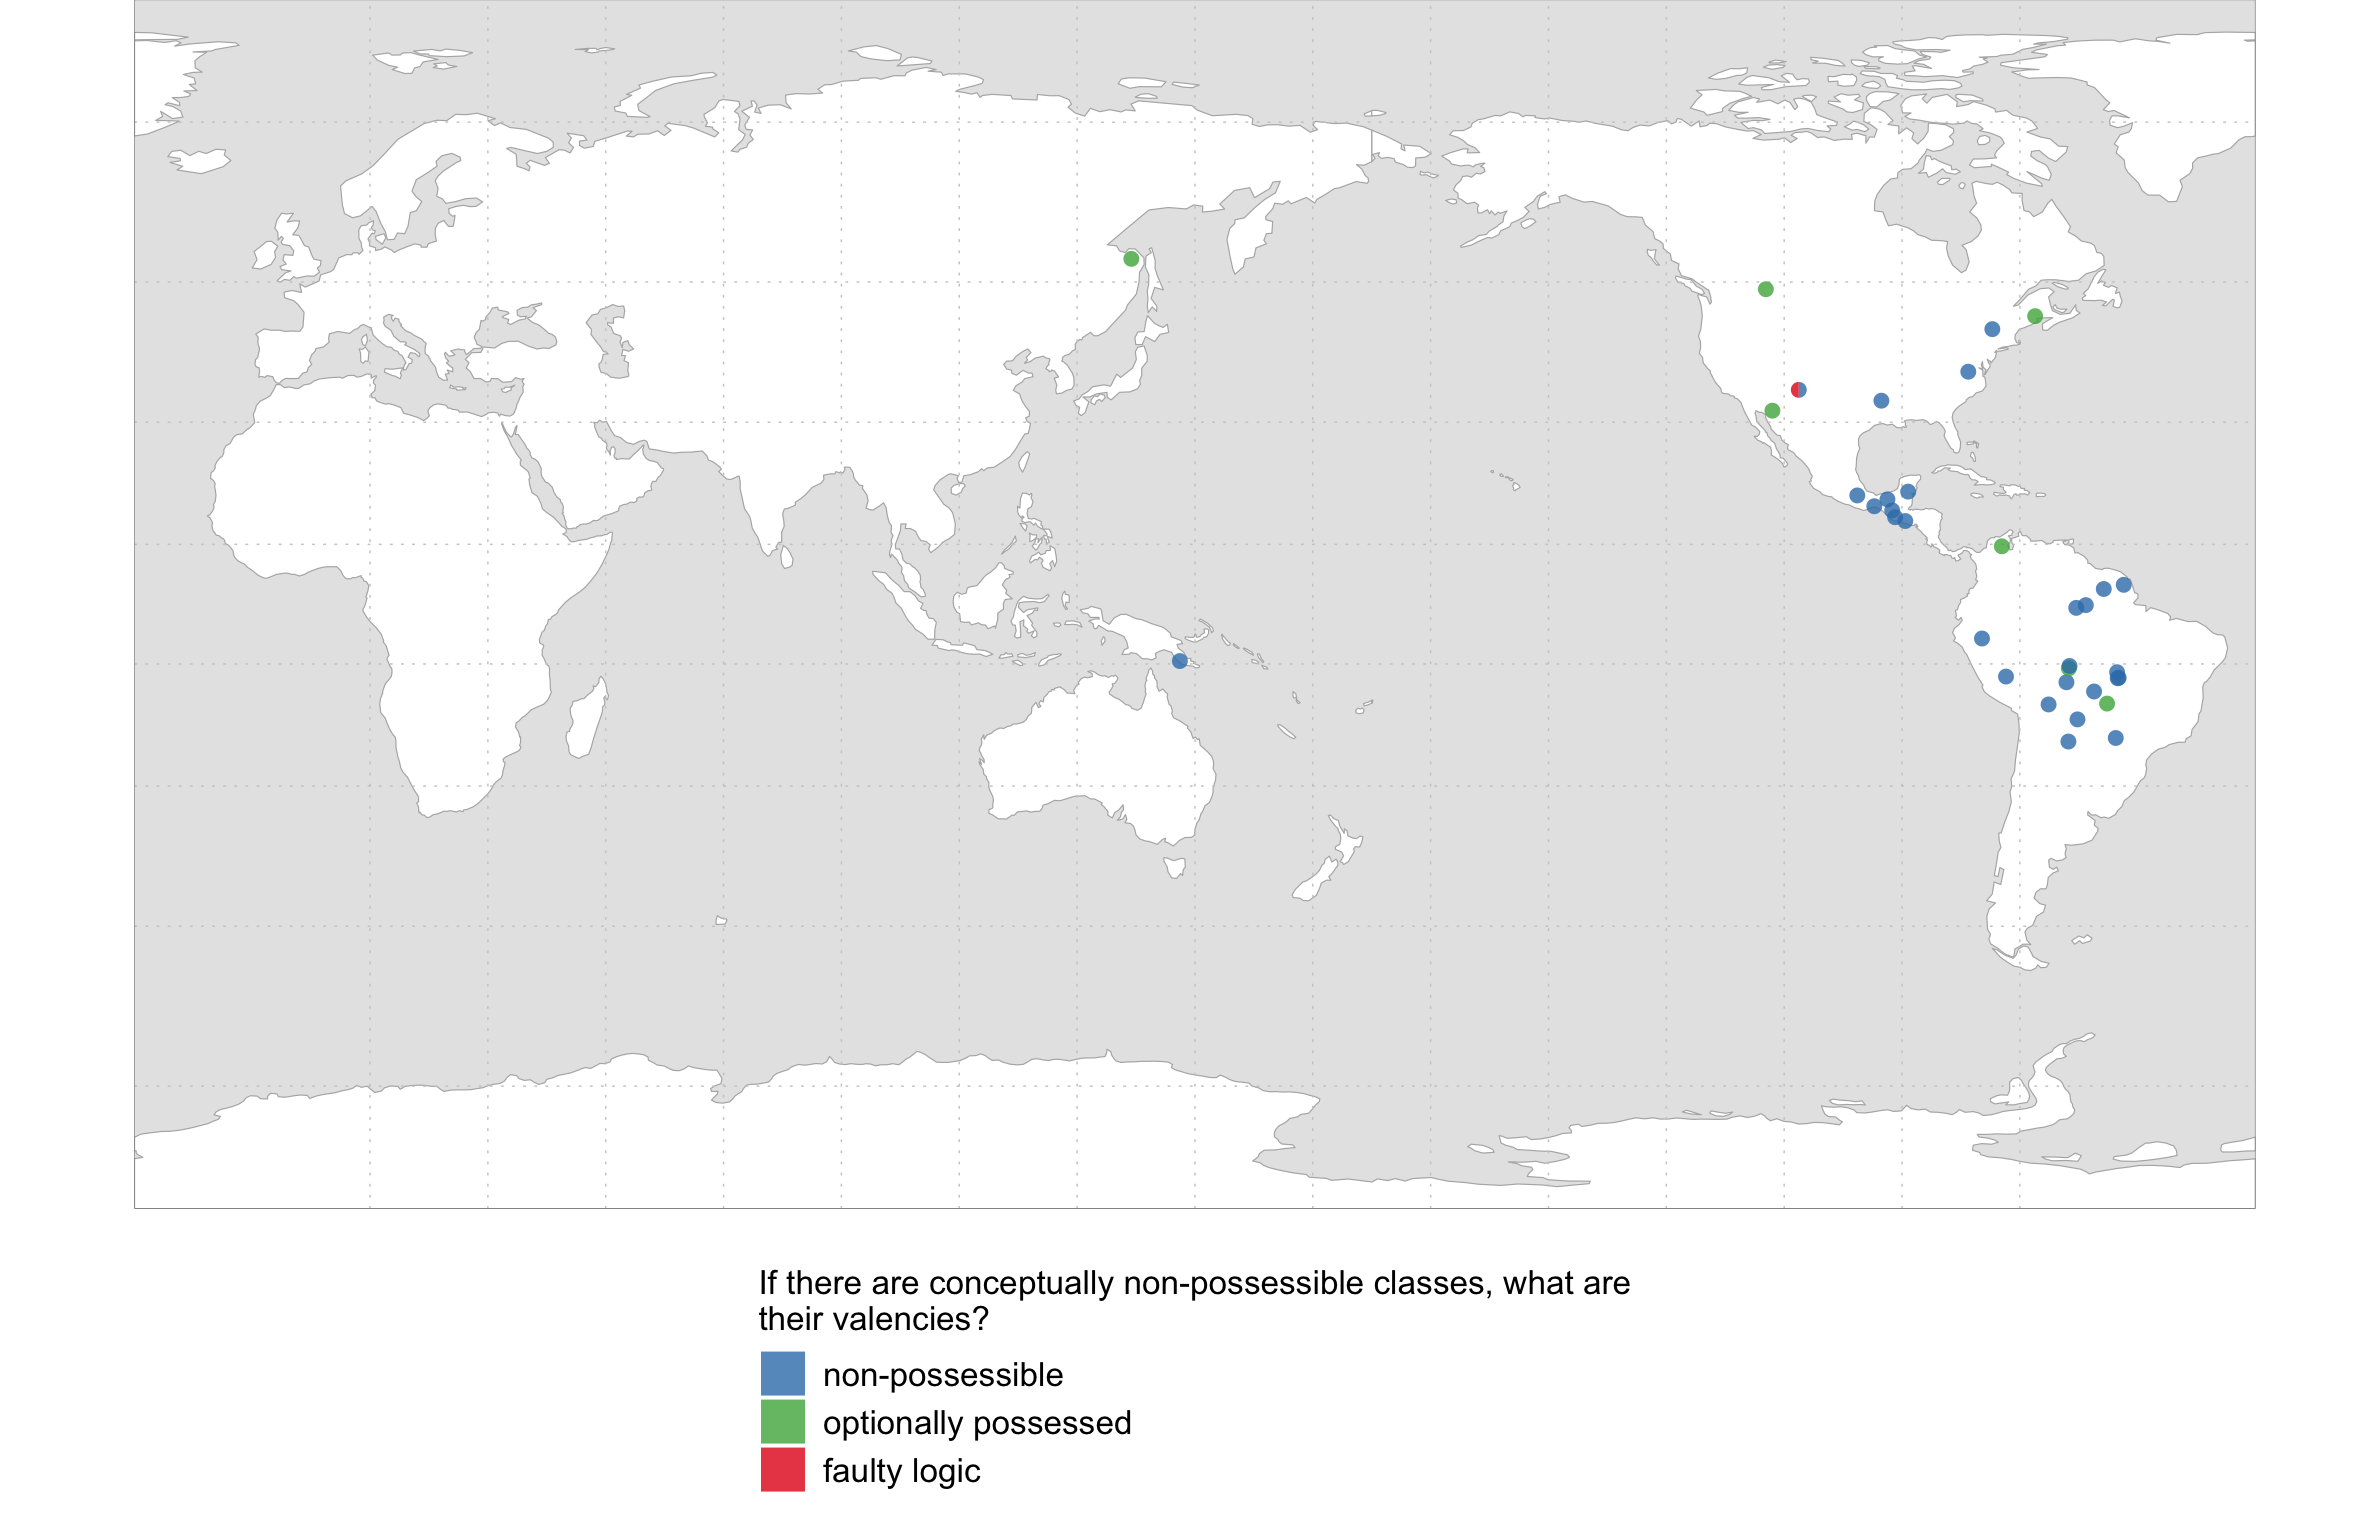 If there are conceptually non-possessible classes, what are
their valencies?
non-possessible
optionally possessed
faulty logic